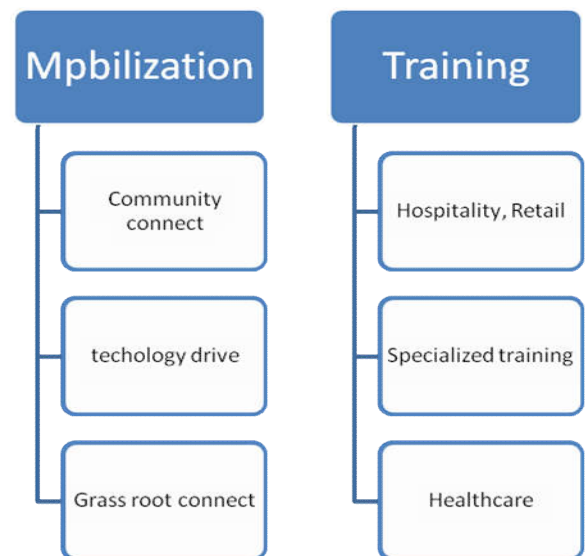 Mpbilization
Community
connect
techology drive
Grass root connect
Training
Hospitality, Retail
Specialized training
Healthcare